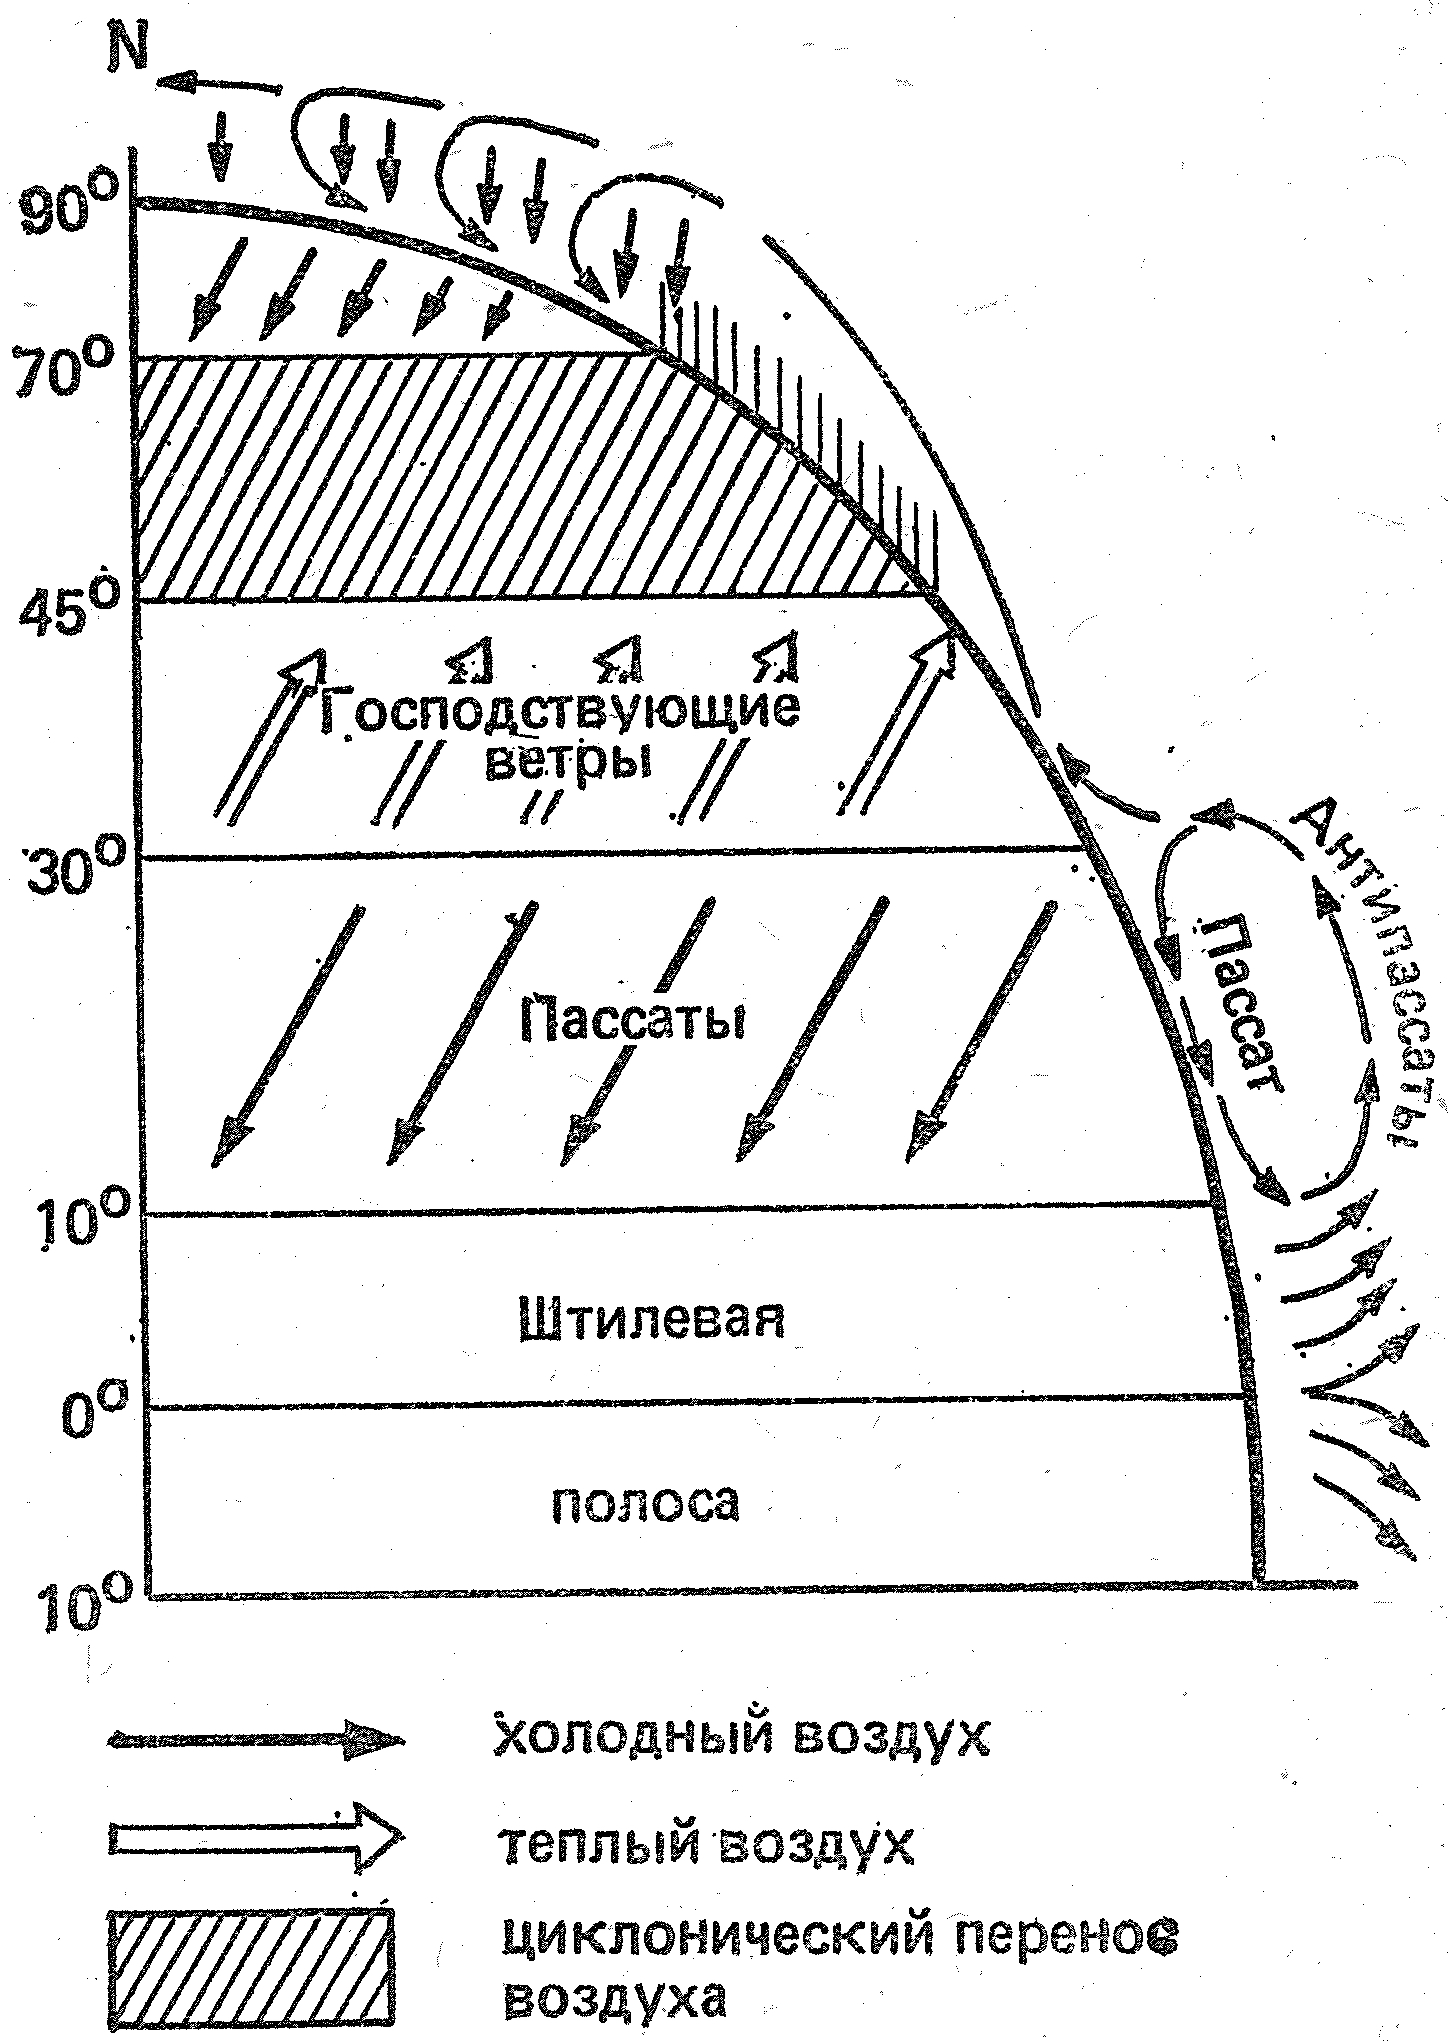 N
90°
70°
45°
Господствующие
ветры
30°
Антипассаты
Пассат
Пассаты
10°
Штилевая
0°
полоса
10°
холодный воздух
теплый воздух
циклонический перенос
воздуха